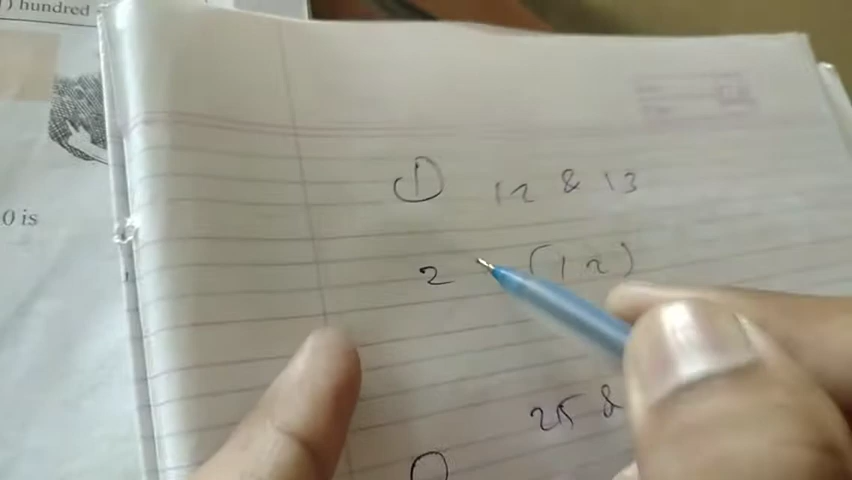 ) hundred
0 is
① 12 & 13
2 (12)
25 &